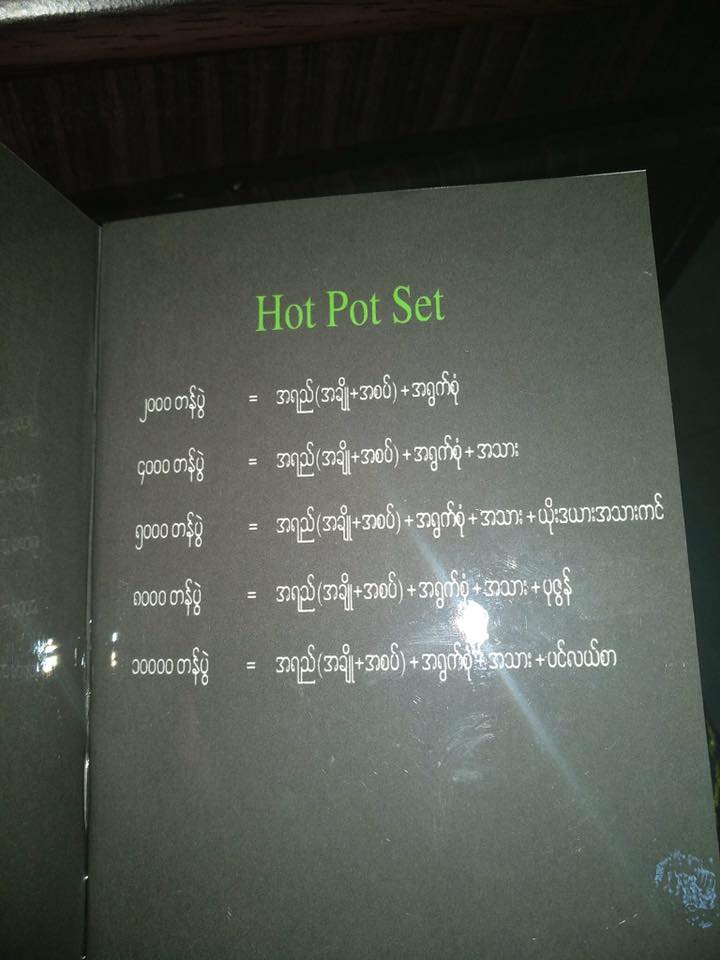 Hot Pot Set
၂၀၀၀ တန်ပွဲ = အရည်(အချို+အစပ်) + အရွက်စုံ
၄၀၀၀ တန်ပွဲ = အရည်(အချို+အစပ်) + အရွက်စုံ + အသား
၅၀၀၀ တန်ပွဲ = အရည်(အချို+အစပ်) + အရွက်စုံ + အသား + ယိုးဒယားအသားကင်
၈၀၀၀ တန်ပွဲ = အရည်(အချို+အစပ်) + အရွက်စုံ + အသား + ပုဇွန်
၁၀၀၀၀ တန်ပွဲ = အရည်(အချို+အစပ်) + အရွက်စုံ + အသား + ပင်လယ်စာ